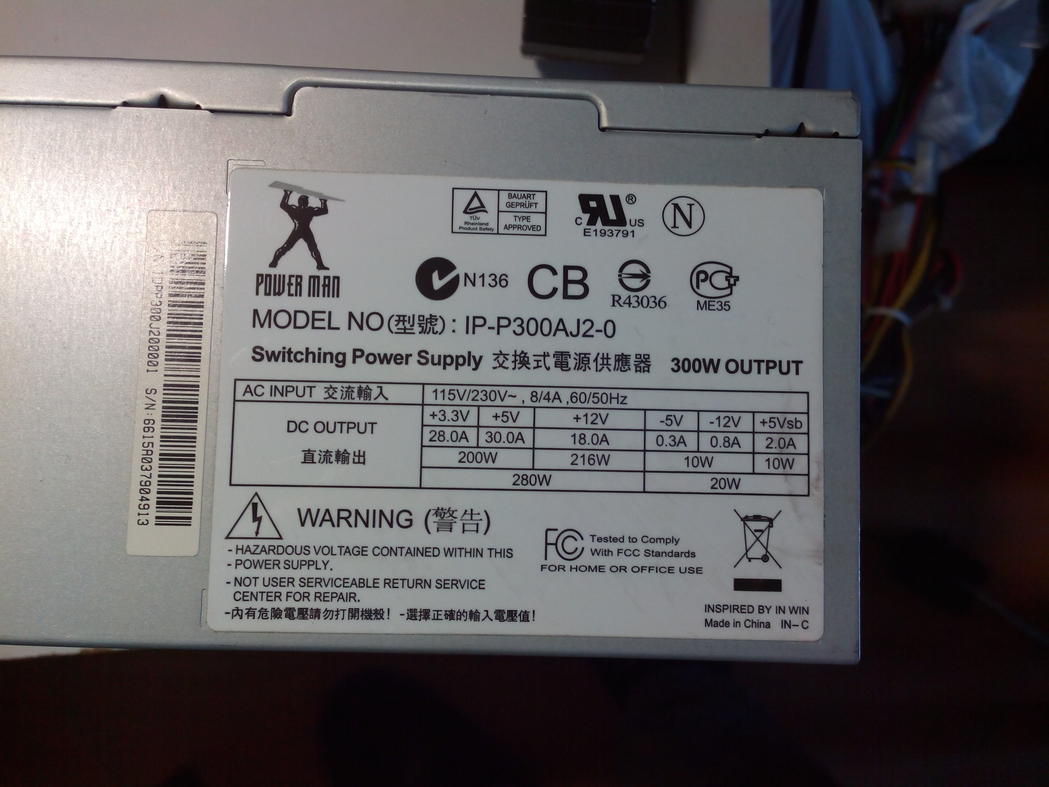 POWER MAN
TÜV
Rheinland
Product Safety
BAUART
GEPRÜFT
TYPE
APPROVED
C RU ® US
E193791
N
N136
CB
R43036
PCT
ME35
MODEL NO(型號) : IP-P300AJ2-0
Switching Power Supply 交換式電源供應器 300W OUTPUT
AC INPUT 交流輸入 115V/230V~ , 8/4A ,60/50Hz
DC OUTPUT
直流輸出
+3.3V +5V +12V -5V -12V +5Vsb
28.0A 30.0A 18.0A 0.3A 0.8A 2.0A
200W 216W 10W 10W
280W 20W
WARNING (警告)
- HAZARDOUS VOLTAGE CONTAINED WITHIN THIS
- POWER SUPPLY.
- NOT USER SERVICEABLE RETURN SERVICE
CENTER FOR REPAIR.
-內有危險電壓請勿打開機殼! -選擇正確的輸入電壓值!
FC Tested to Comply
With FCC Standards
FOR HOME OR OFFICE USE
INSPIRED BY IN WIN
Made in China IN-C
S/N:6615A037904913